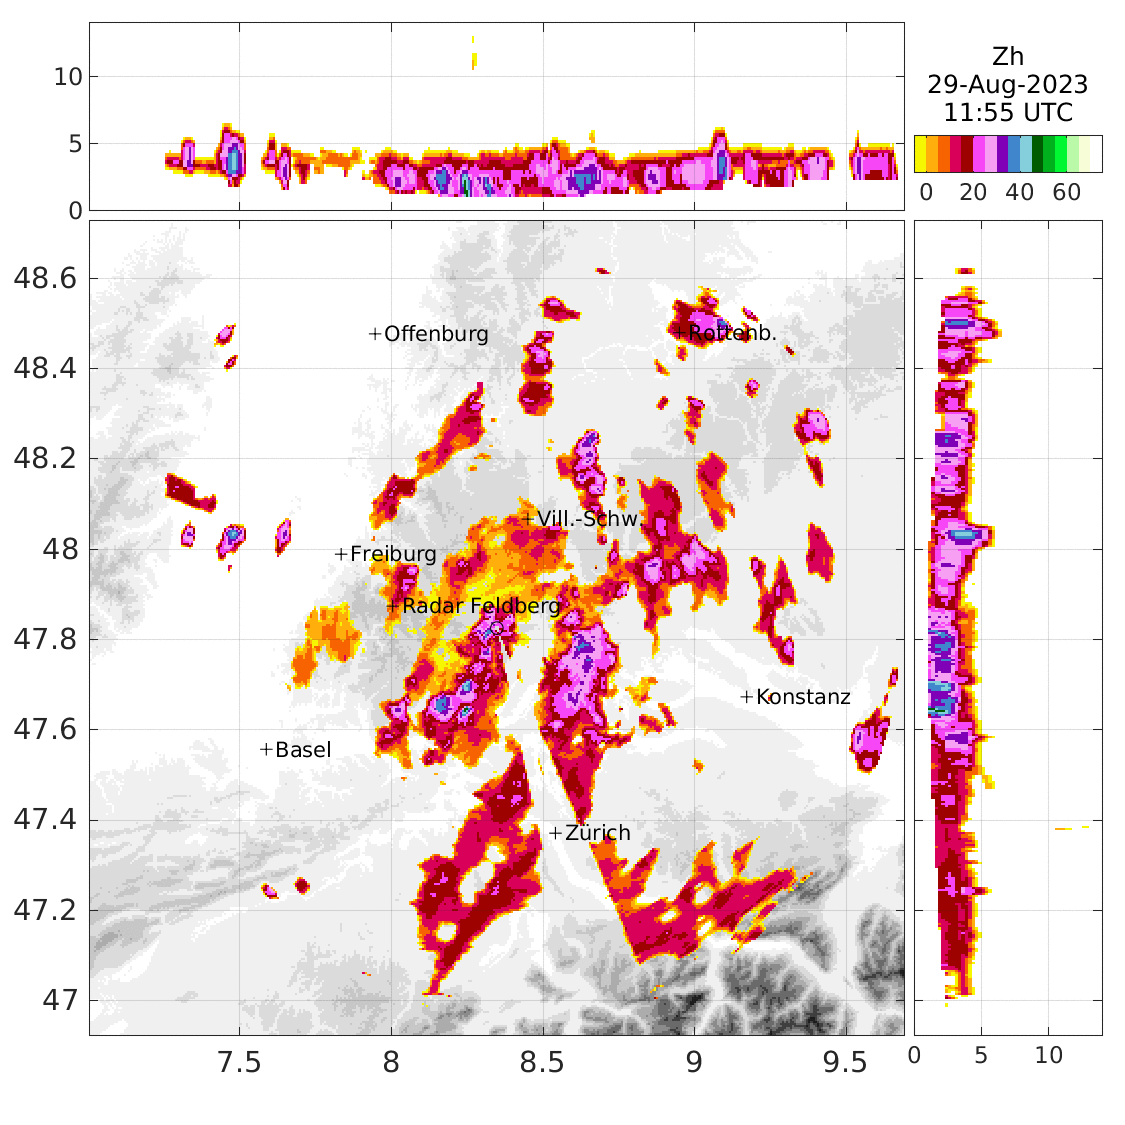 10
5
0
Zh
29-Aug-2023
11:55 UTC
0 20 40 60
48.6
48.4
48.2
48
47.8
47.6
47.4
47.2
47
+Offenburg
+Rottenb.
+Vill.-Schw.
+Freiburg
+Radar Feldberg
+Konstanz
+Basel
+Zürich
7.5 8 8.5 9 9.5
0 5 10